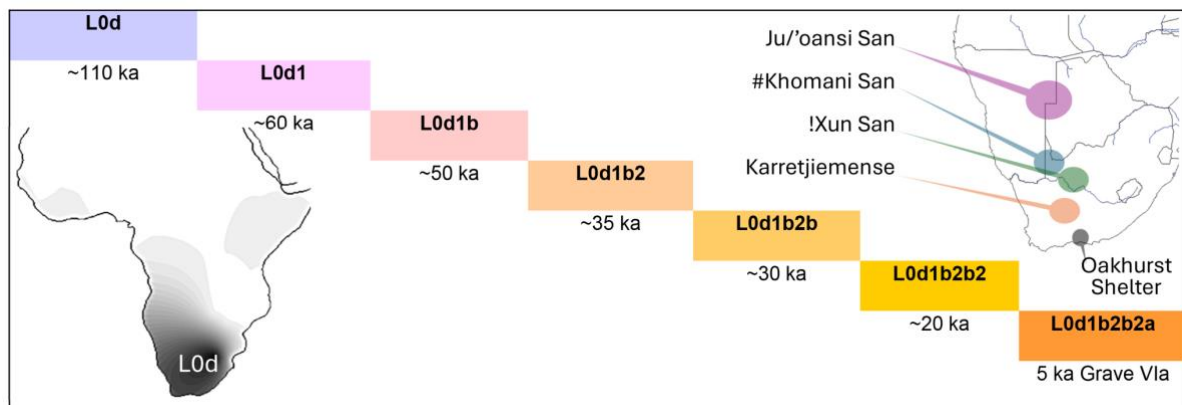 L0d
~110 ka
L0d1
~60 ka
L0d1b
~50 ka
L0d1b2
~35 ka
L0d1b2b
~30 ka
L0d1b2b2
~20 ka
L0d1b2b2a
5 ka Grave VIa
L0d
Ju/'oansi San
#Khomani San
!Xun San
Karretjiemense
Oakhurst
Shelter